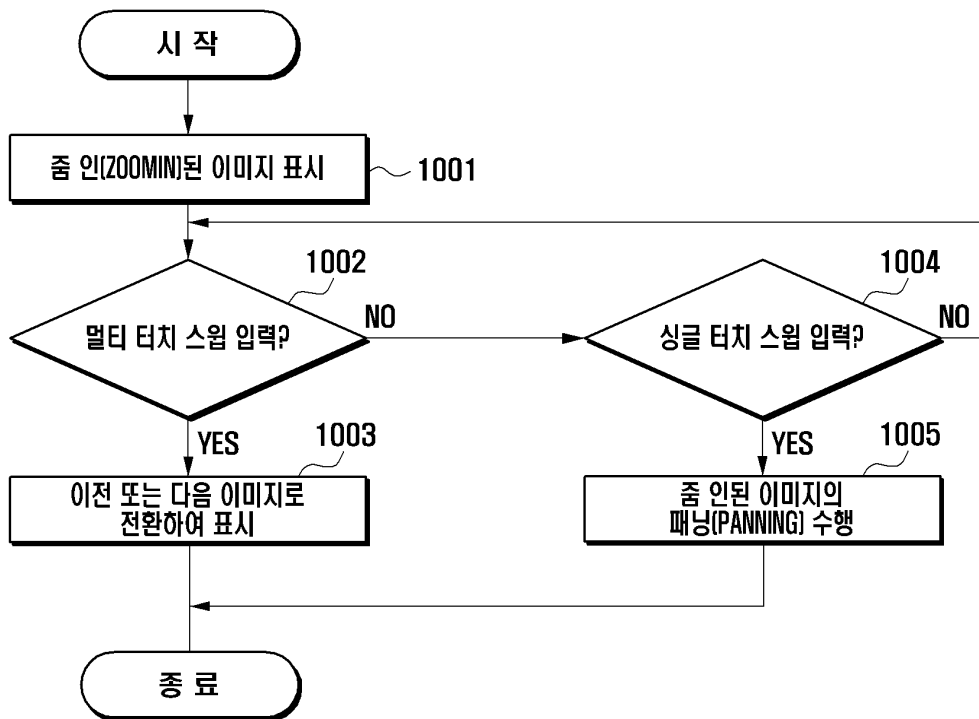 시 작
줌 인(ZOOMIN)된 이미지 표시
1001
1002
멀티 터치 스윕 입력?
NO
1004
싱글 터치 스윕 입력?
NO
YES
1003
이전 또는 다음 이미지로
전환하여 표시
YES
1005
줌 인된 이미지의
패닝(PANNING) 수행
종 료